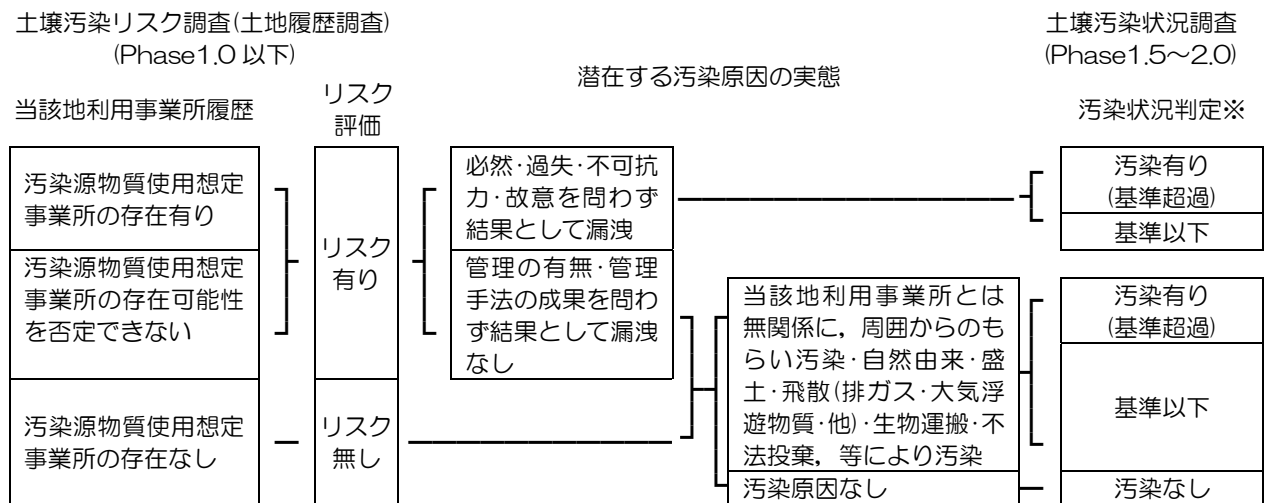 土壌汚染リスク調査(土地履歴調査)
(Phase1.0 以下)
当該地利用事業所履歴
リスク
評価
潜在する汚染原因の実態
土壌汚染状況調査
(Phase1.5～2.0)
汚染状況判定※
汚染源物質使用想定
事業所の存在有り
汚染源物質使用想定
事業所の存在可能性
を否定できない
汚染源物質使用想定
事業所の存在なし
リスク
有り
リスク
無し
必然･過失･不可抗
力･故意を問わず
結果として漏洩
管理の有無･管理
手法の成果を問わ
ず結果として漏洩
なし
当該地利用事業所とは
無関係に，周囲からのも
らい汚染･自然由来･盛
土･飛散(排ガス･大気浮
遊物質･他)･生物運搬･不
法投棄，等により汚染
汚染原因なし
汚染有り
(基準超過)
基準以下
汚染有り
(基準超過)
基準以下
汚染なし